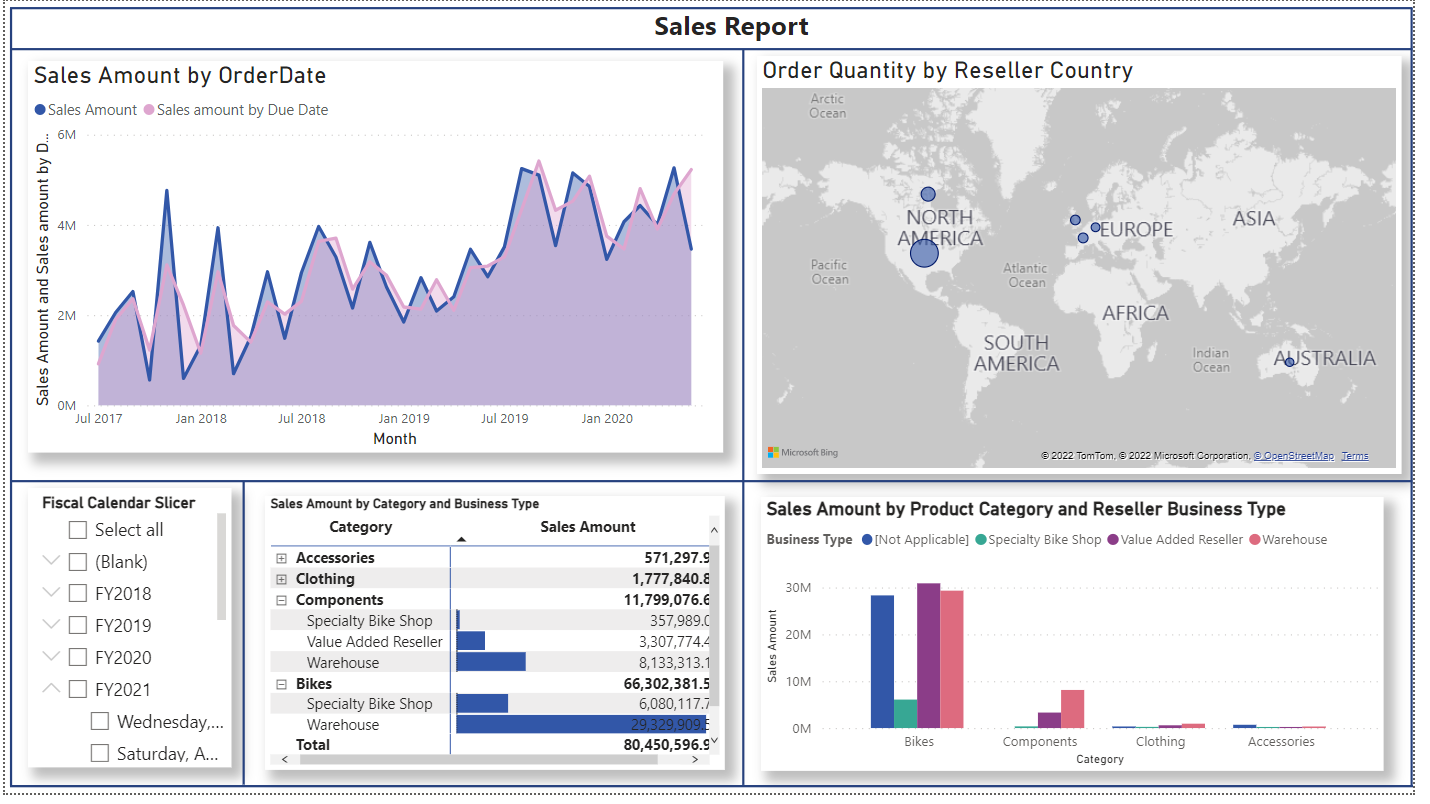 Sales Report
Sales Amount by OrderDate
Sales Amount Sales amount by Due Date
Sales Amount and Sales amount by D...
6M
4M
2M
0M
Jul 2017 Jan 2018 Jul 2018 Jan 2019 Jul 2019 Jan 2020
Month
Order Quantity by Reseller Country
Arctic
Ocean
NORTH
AMERICA
EUROPE
ASIA
Pacific
Ocean
Atlantic
Ocean
AFRICA
SOUTH
AMERICA
Indian
Ocean
AUSTRALIA
Microsoft Bing
© 2022 TomTom, © 2022 Microsoft Corporation, © OpenStreetMap Terms
Fiscal Calendar Slicer
Select all
(Blank)
FY2018
FY2019
FY2020
FY2021
Wednesday,...
Saturday, A...
Sales Amount by Category and Business Type
Category Sales Amount
Accessories 571,297.9
Clothing 1,777,840.8
Components 11,799,076.6
Specialty Bike Shop 357,989.0
Value Added Reseller 3,307,774.4
Warehouse 8,133,313.1
Bikes 66,302,381.5
Specialty Bike Shop 6,080,117.7
Warehouse 29,329,909.5
Total 80,450,596.9
Sales Amount by Product Category and Reseller Business Type
Business Type [Not Applicable] Specialty Bike Shop Value Added Reseller Warehouse
Sales Amount
30M
20M
10M
0M
Bikes Components Clothing Accessories
Category